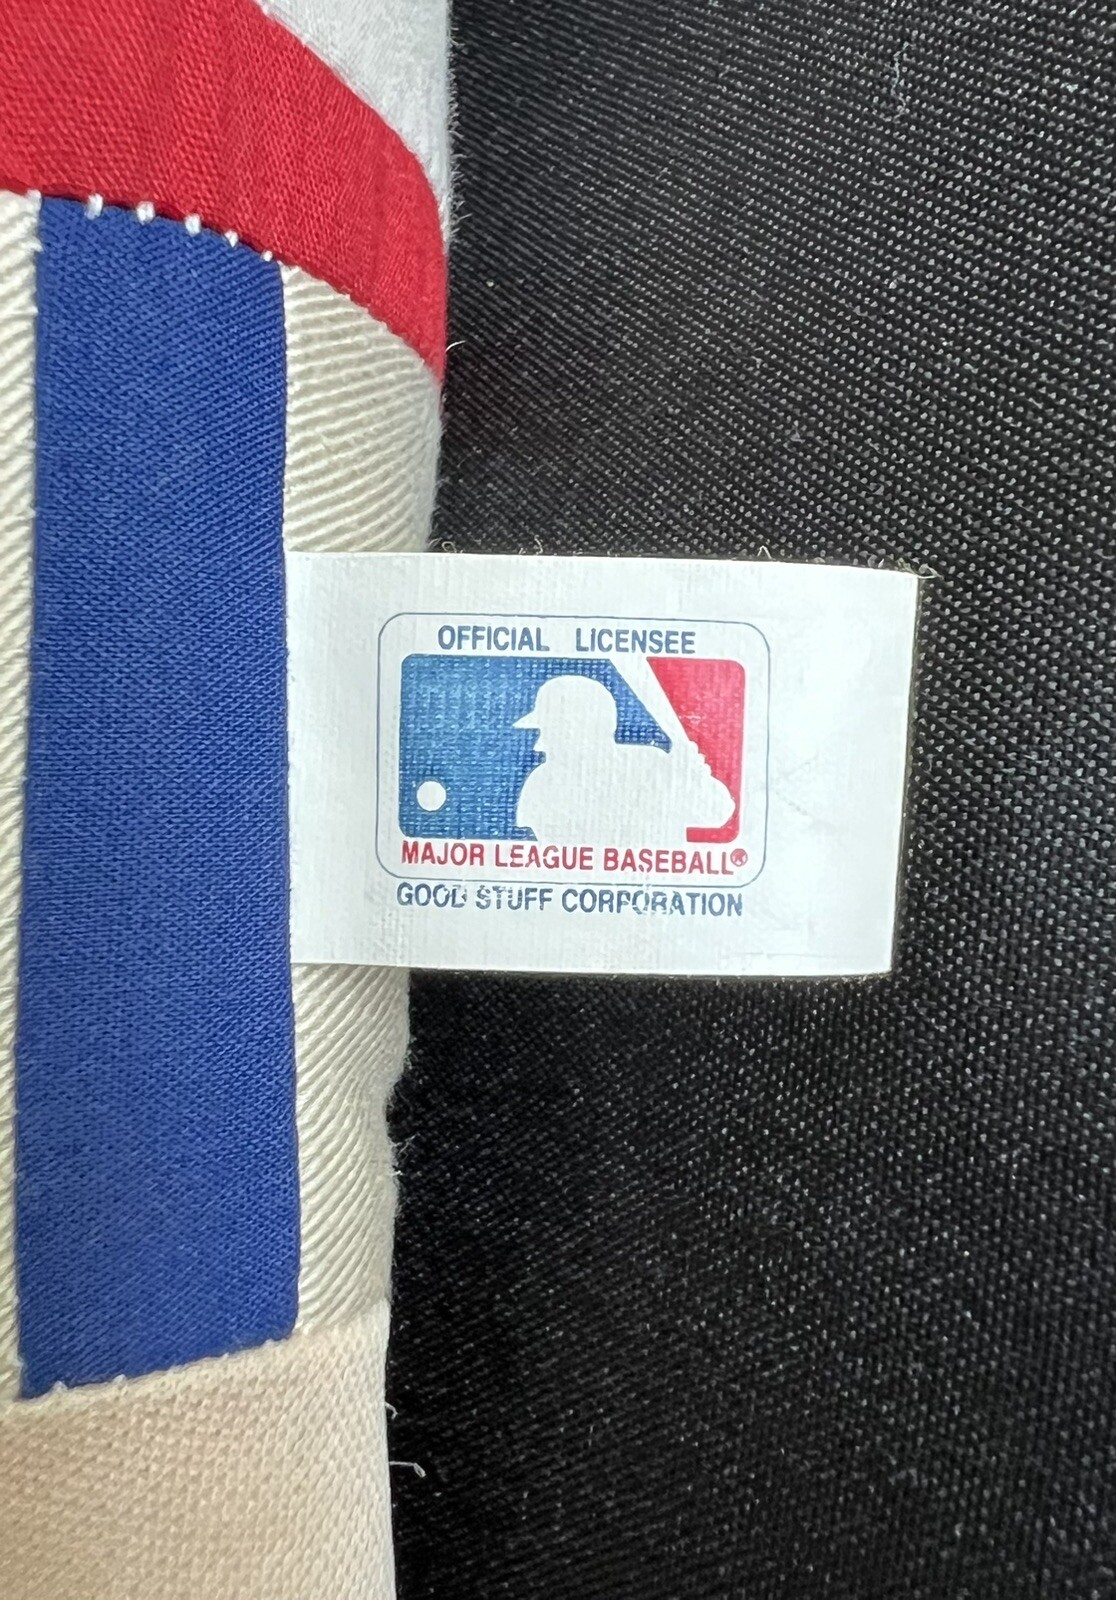 OFFICIAL LICENSEE
MAJOR LEAGUE BASEBALL®
GOOD STUFF CORPORATION